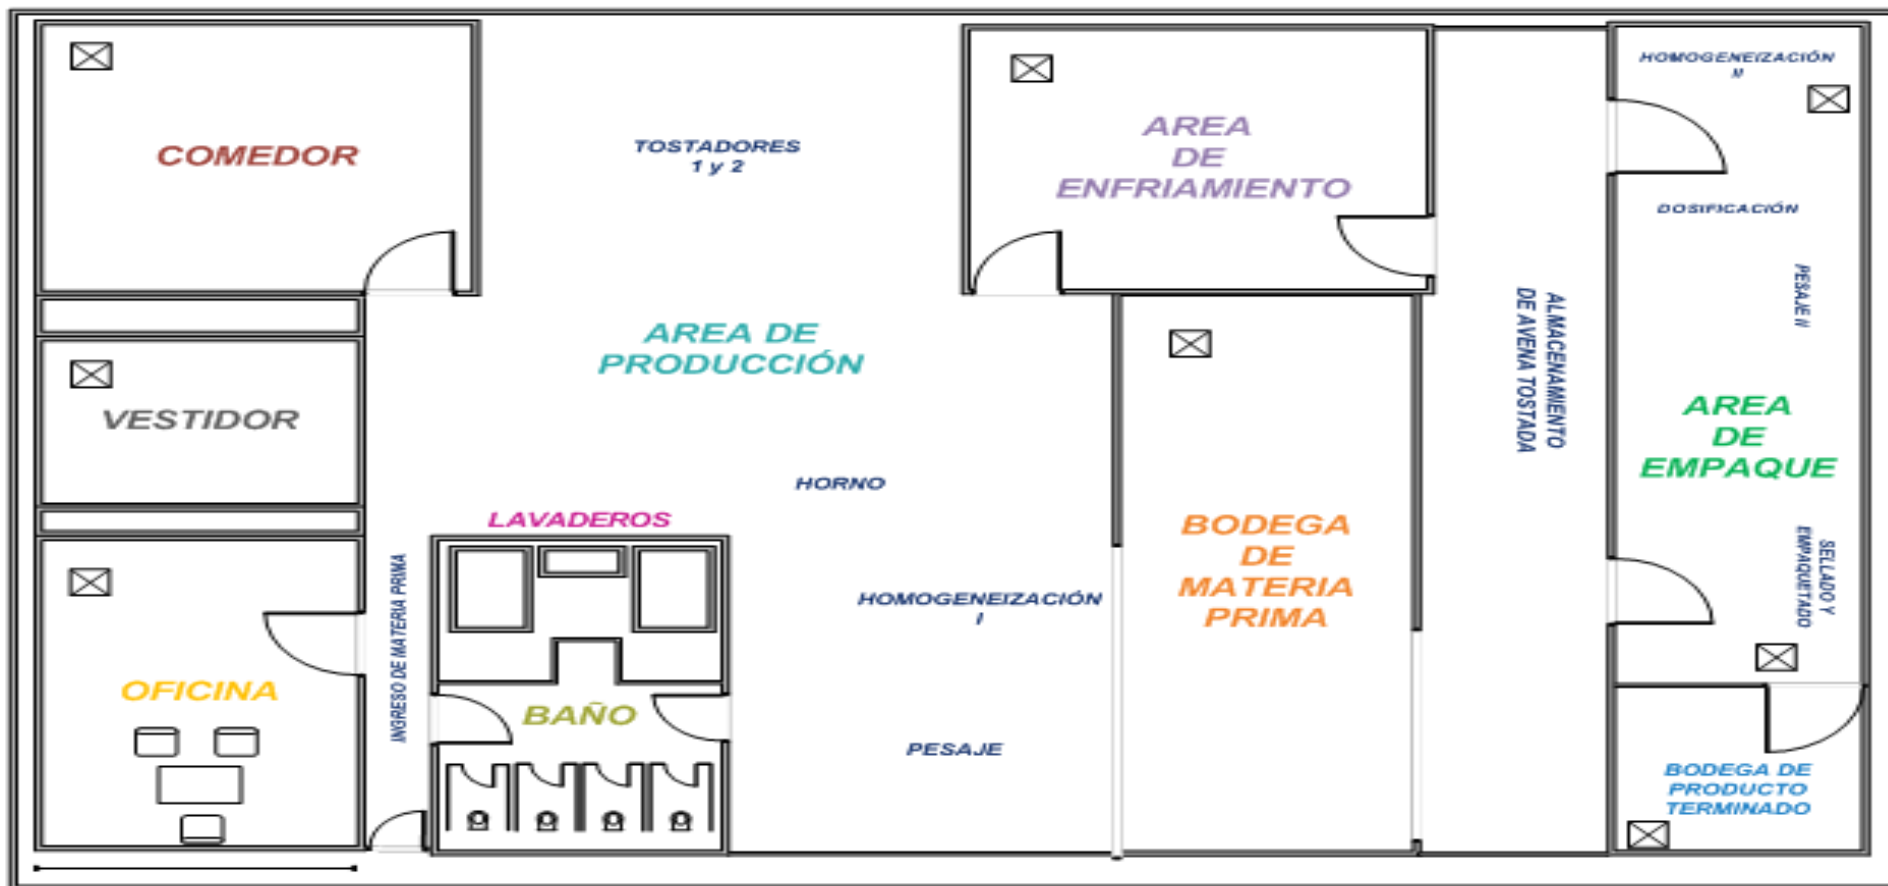 COMEDOR
TOSTADORES
1 y 2
AREA
DE
ENFRIAMIENTO
HOMOGENEIZACIÓN
II
DOSIFICACIÓN
PESAJE II
VESTIDOR
AREA DE
PRODUCCIÓN
ALMACENAMIENTO
DE AVENA TOSTADA
AREA
DE
EMPAQUE
HORNO
LAVADEROS
BODEGA
DE
MATERIA
PRIMA
SELLADO Y
EMPAQUETADO
INGRESO DE MATERIA PRIMA
HOMOGENEIZACIÓN
I
OFICINA
BAÑO
PESAJE
BODEGA DE
PRODUCTO
TERMINADO